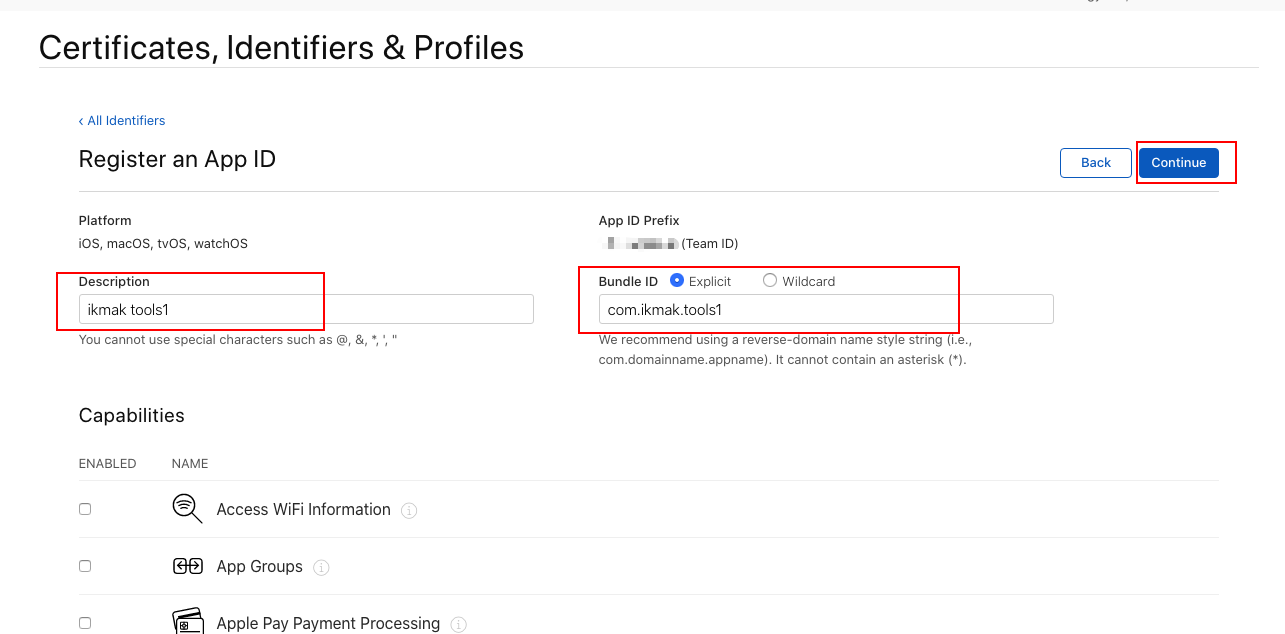 Certificates, Identifiers & Profiles
‹ All Identifiers
Register an App ID
Back
Continue
Platform
App ID Prefix
iOS, macOS, tvOS, watchOS
(Team ID)
Description
Bundle ID
Explicit
Wildcard
ikmak tools1
com.ikmak.tools1
You cannot use special characters such as @, &, *, ', "
We recommend using a reverse-domain name style string (i.e.,
com.domainname.appname). It cannot contain an asterisk (*).
Capabilities
ENABLED
NAME
Access WiFi Information
App Groups
Apple Pay Payment Processing